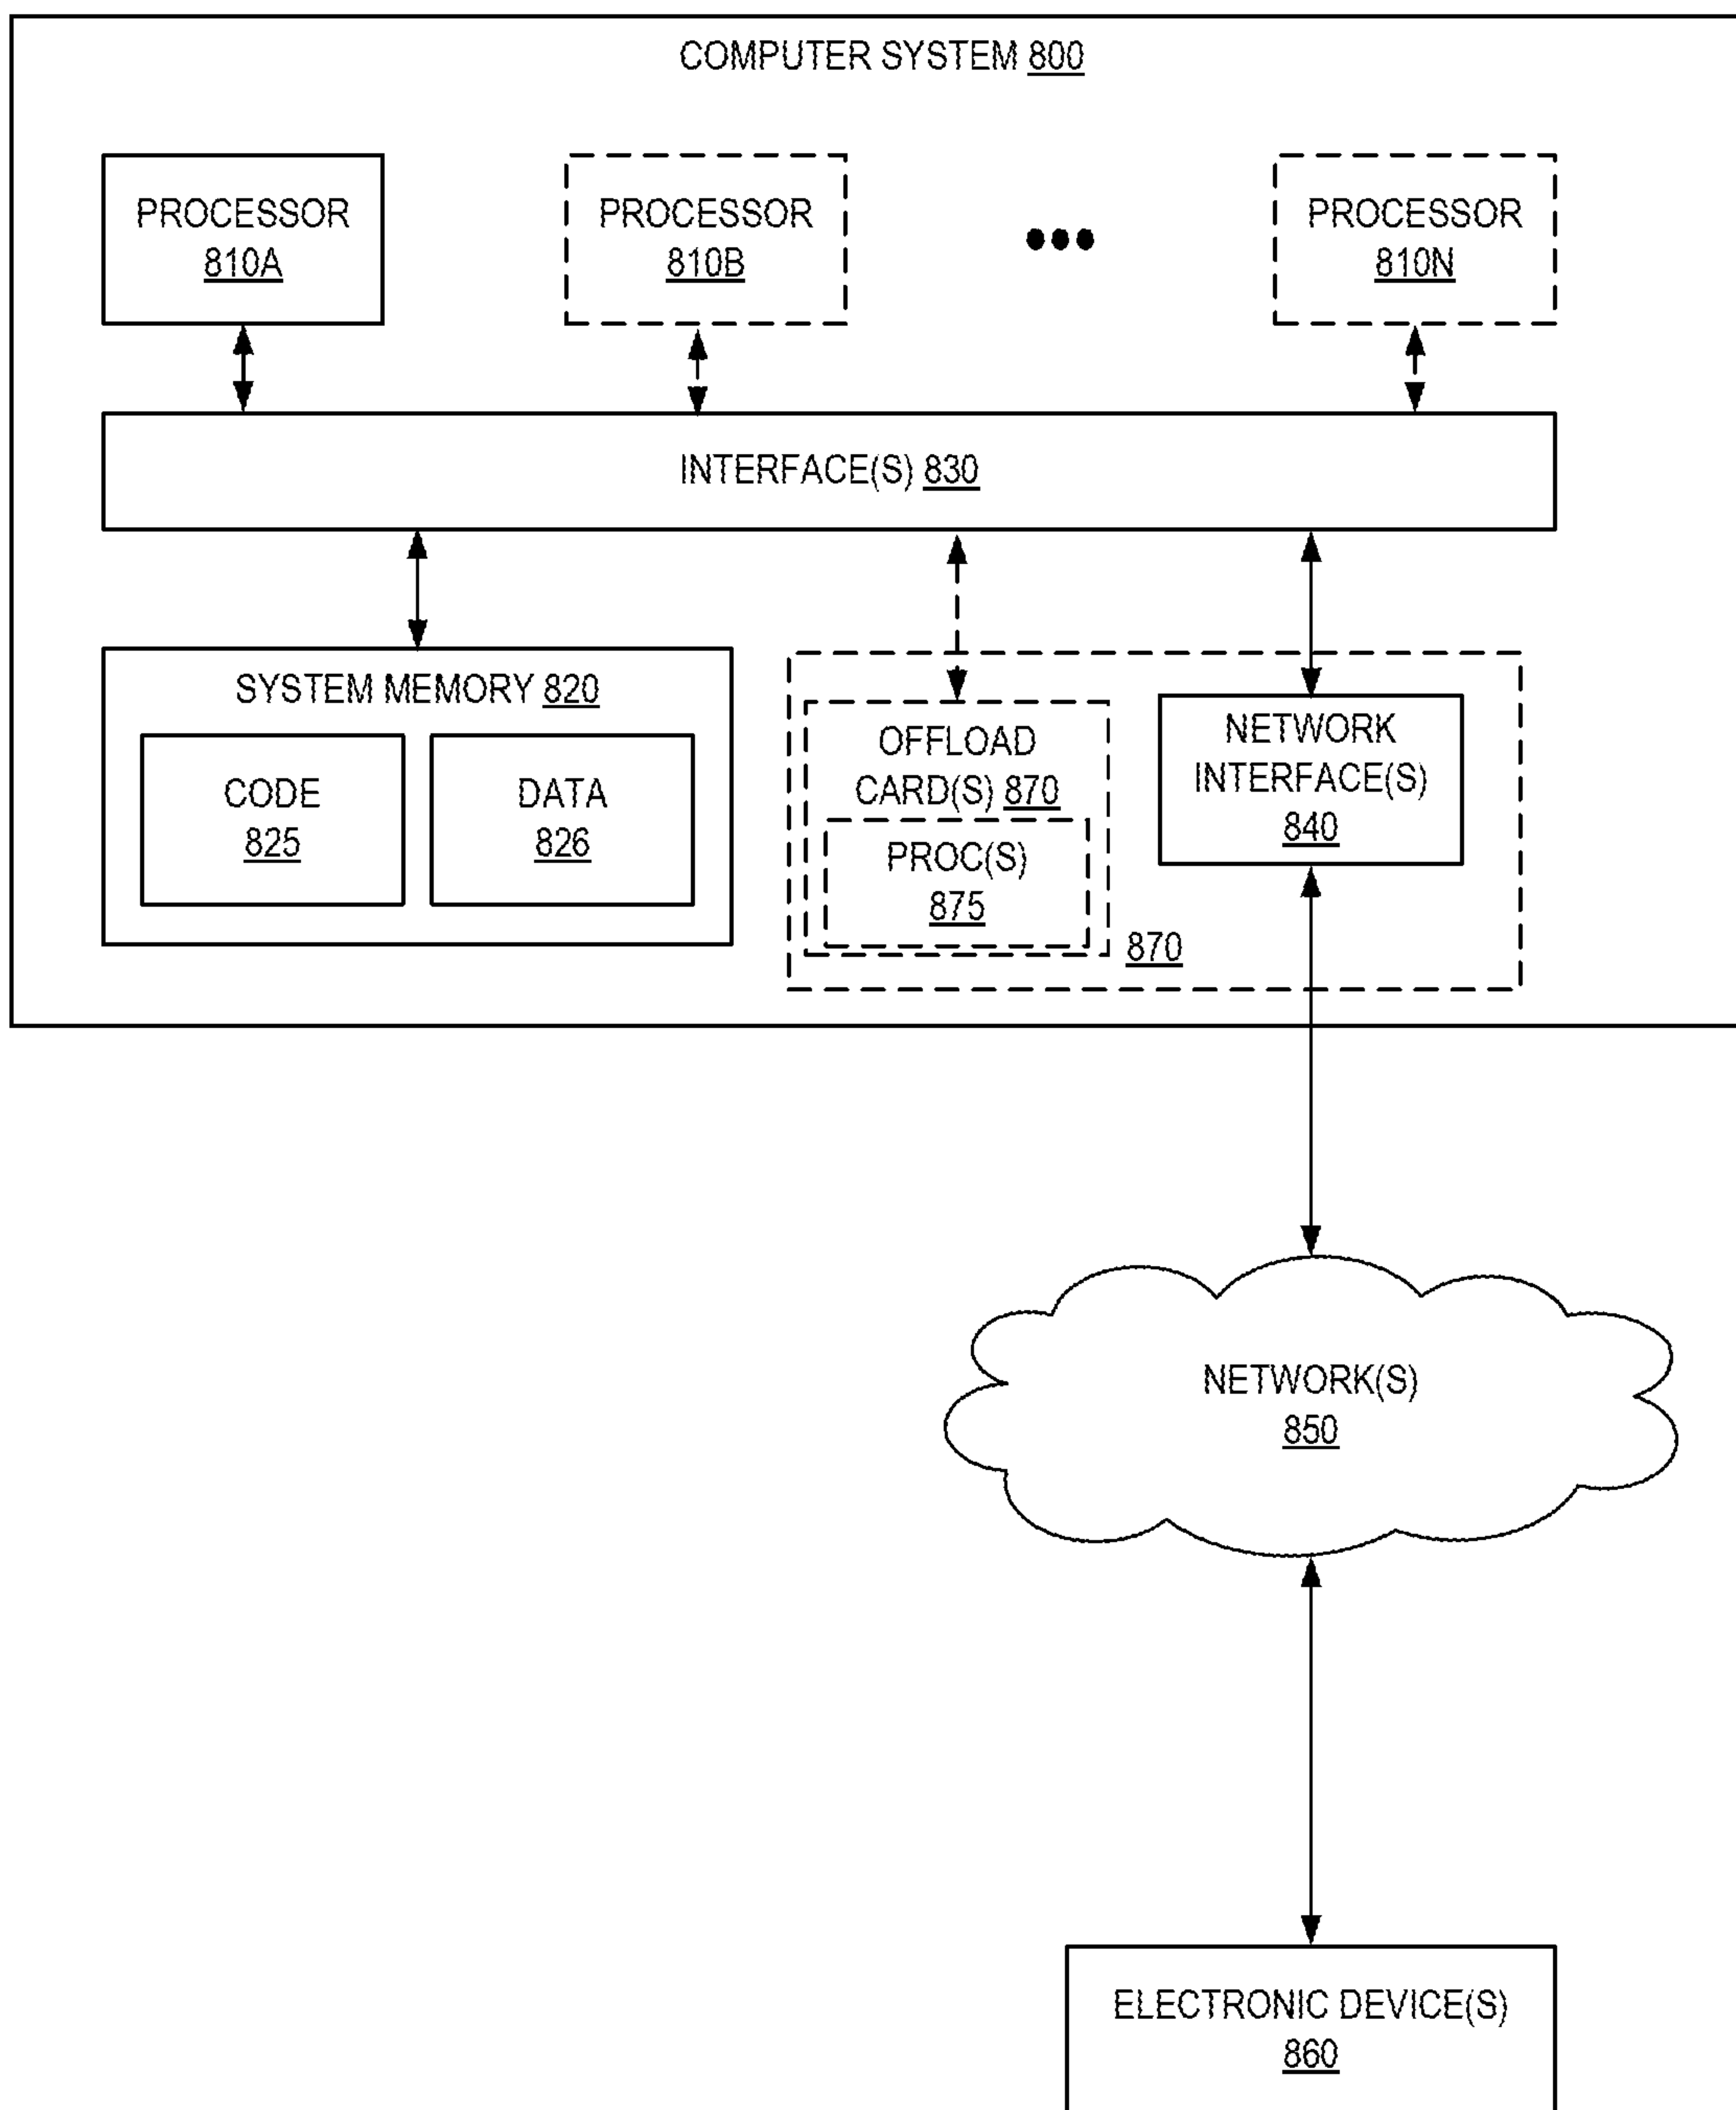 COMPUTER SYSTEM 800
PROCESSOR
810A
PROCESSOR
810B
PROCESSOR
810N
INTERFACE(S) 830
SYSTEM MEMORY 820
CODE
825
DATA
826
OFFLOAD
CARD(S) 870
PROC(S)
875
870
NETWORK
INTERFACE(S)
840
NETWORK(S)
850
ELECTRONIC DEVICE(S)
860